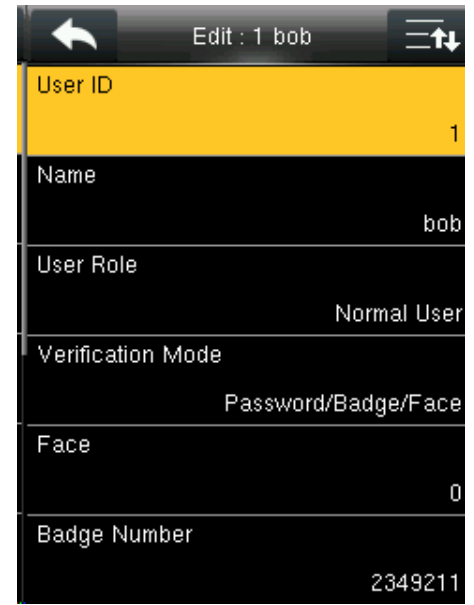 Edit : 1 bob
User ID
1
Name
bob
User Role
Normal User
Verification Mode
Password/Badge/Face
Face
0
Badge Number
2349211